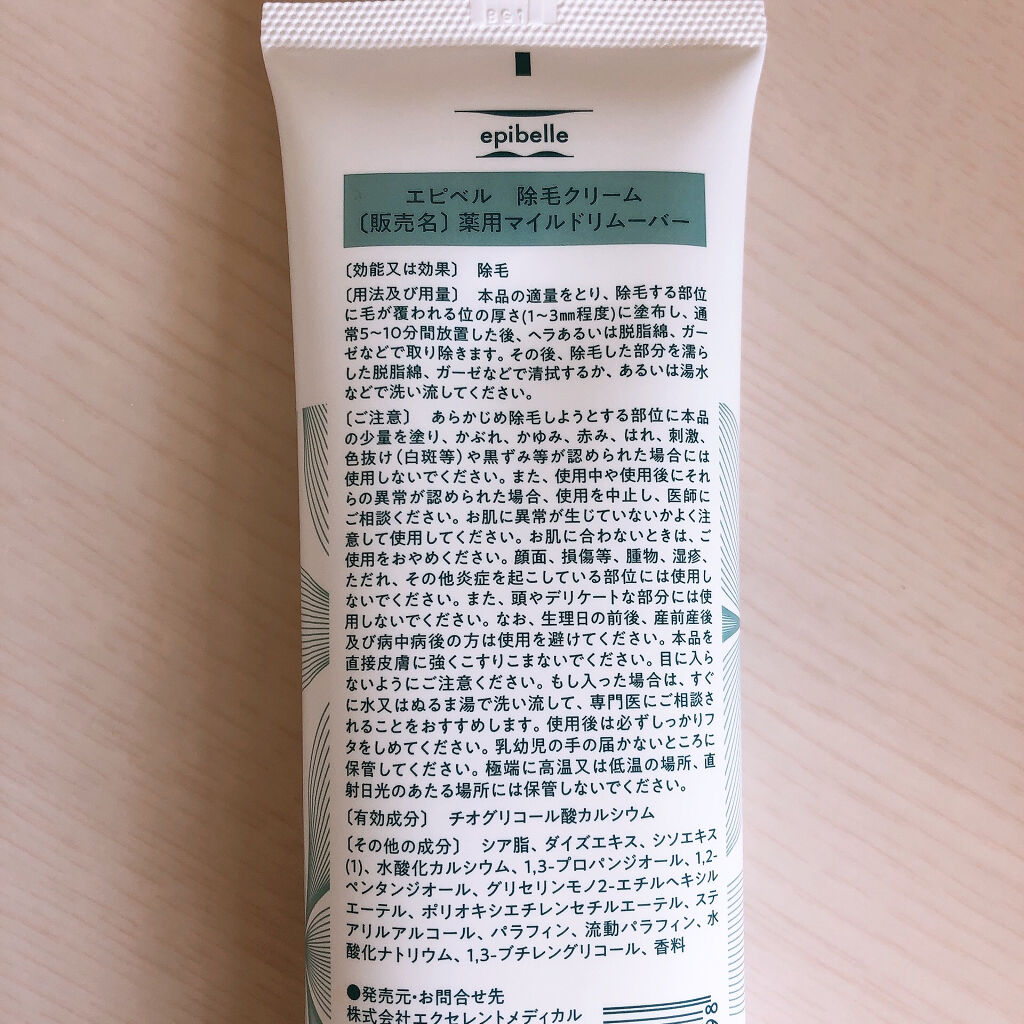 epibelle
エピベル 除毛クリーム
〔販売名〕薬用マイルドリムーバー
〔効能又は効果〕 除毛
〔用法及び用量〕 本品の適量をとり、除毛する部位
に毛が覆われる位の厚さ(1~3mm程度)に塗布し、通
常5~10分間放置した後、ヘラあるいは脱脂綿、ガー
ゼなどで取り除きます。その後、除毛した部分を濡ら
した脱脂綿、ガーゼなどで清拭するか、あるいは湯水
などで洗い流してください。
〔ご注意〕 あらかじめ除毛しようとする部位に本品
の少量を塗り、かぶれ、かゆみ、赤み、はれ、刺激、
色抜け(白斑等)や黒ずみ等が認められた場合には
使用しないでください。また、使用中や使用後にそれ
らの異常が認められた場合、使用を中止し、医師に
ご相談ください。お肌に異常が生じていないかよく注
意して使用してください。お肌に合わないときは、ご
使用をおやめください。顔面、損傷等、腫物、湿疹、
ただれ、その他炎症を起こしている部位には使用し
ないでください。また、頭やデリケートな部分には使
用しないでください。なお、生理日の前後、産前産後
及び病中病後の方は使用を避けてください。本品を
直接皮膚に強くこすりこまないでください。目に入ら
ないようにご注意ください。もし入った場合は、すぐ
に水又はぬるま湯で洗い流して、専門医にご相談さ
れることをおすすめします。使用後は必ずしっかりフ
タをしめてください。乳幼児の手の届かないところに
保管してください。極端に高温又は低温の場所、直
射日光のあたる場所には保管しないでください。
〔有効成分〕 チオグリコール酸カルシウム
〔その他の成分〕 シア脂、ダイズエキス、シソエキス
(1)、水酸化カルシウム、1,3-プロパンジオール、1,2-
ペンタンジオール、グリセリンモノ2-エチルヘキシル
エーテル、ポリオキシエチレンセチルエーテル、ステ
アリルアルコール、パラフィン、流動パラフィン、水
酸化ナトリウム、1,3-ブチレングリコール、香料
●発売元・お問合せ先
株式会社エクセレントメディカル